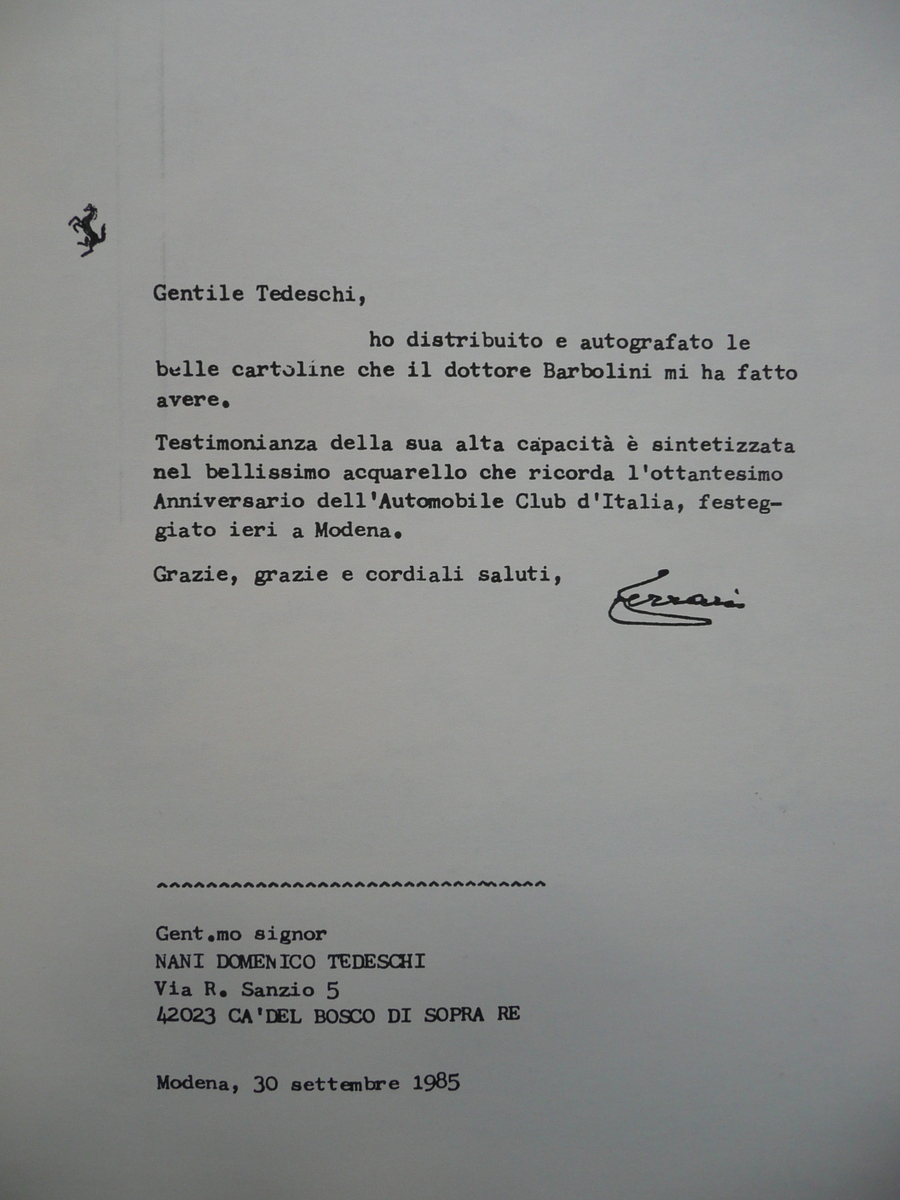 Gentile Tedeschi,
ho distribuito e autografato le
belle cartoline che il dottore Barbolini mi ha fatto
avere.
Testimonianza della sua alta capacità è sintetizzata
nel bellissimo acquarello che ricorda l'ottantesimo
Anniversario dell'Automobile Club d'Italia, festeg-
giato ieri a Modena.
Grazie, grazie e cordiali saluti,
Ferrari
Gent.mo signor
NANI DOMENICO TEDESCHI
Via R. Sanzio 5
42023 CA'DEL BOSCO DI SOPRA RE
Modena, 30 settembre 1985